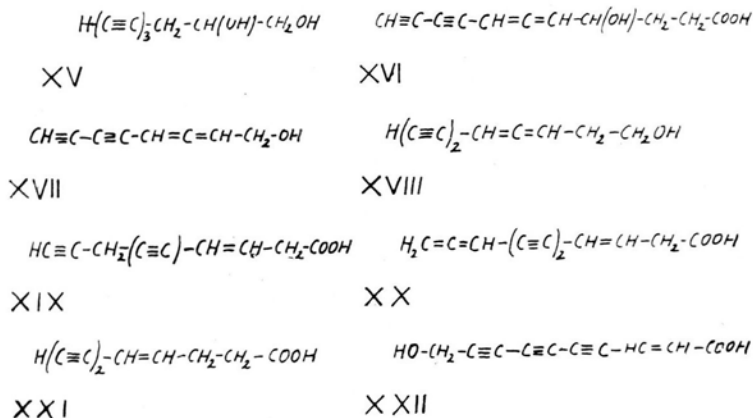 H(C≡C)₃-CH₂-CH(OH)-CH₂OH
CH≡C-C≡C-CH=C=CH-CH(OH)-CH₂-CH₂-COOH
XV
XVI
CH≡C-C≡C-CH=C=CH-CH₂-OH
H(C≡C)₂-CH=C=CH-CH₂-CH₂OH
XVII
XVIII
HC≡C-CH₂-(C≡C)-CH=CH-CH₂-COOH
H₂C=C=CH-(C≡C)₂-CH=CH-CH₂-COOH
XIX
XX
H(C≡C)₂-CH=CH-CH₂-CH₂-COOH
HO-CH₂-C≡C-C≡C-C≡C-HC=CH-COOH
XXI
XXII